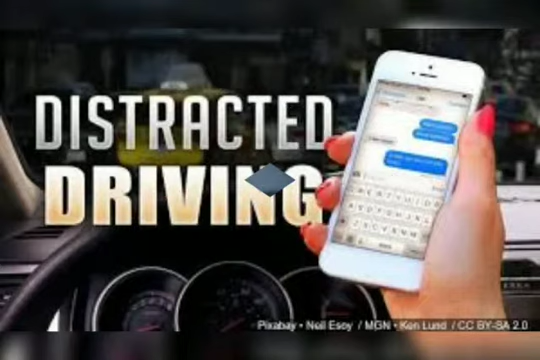 DISTRACTED
DRIVING
Pixabay • Neil Esoy / MGN • Ken Lund / CC BY-SA 2.0